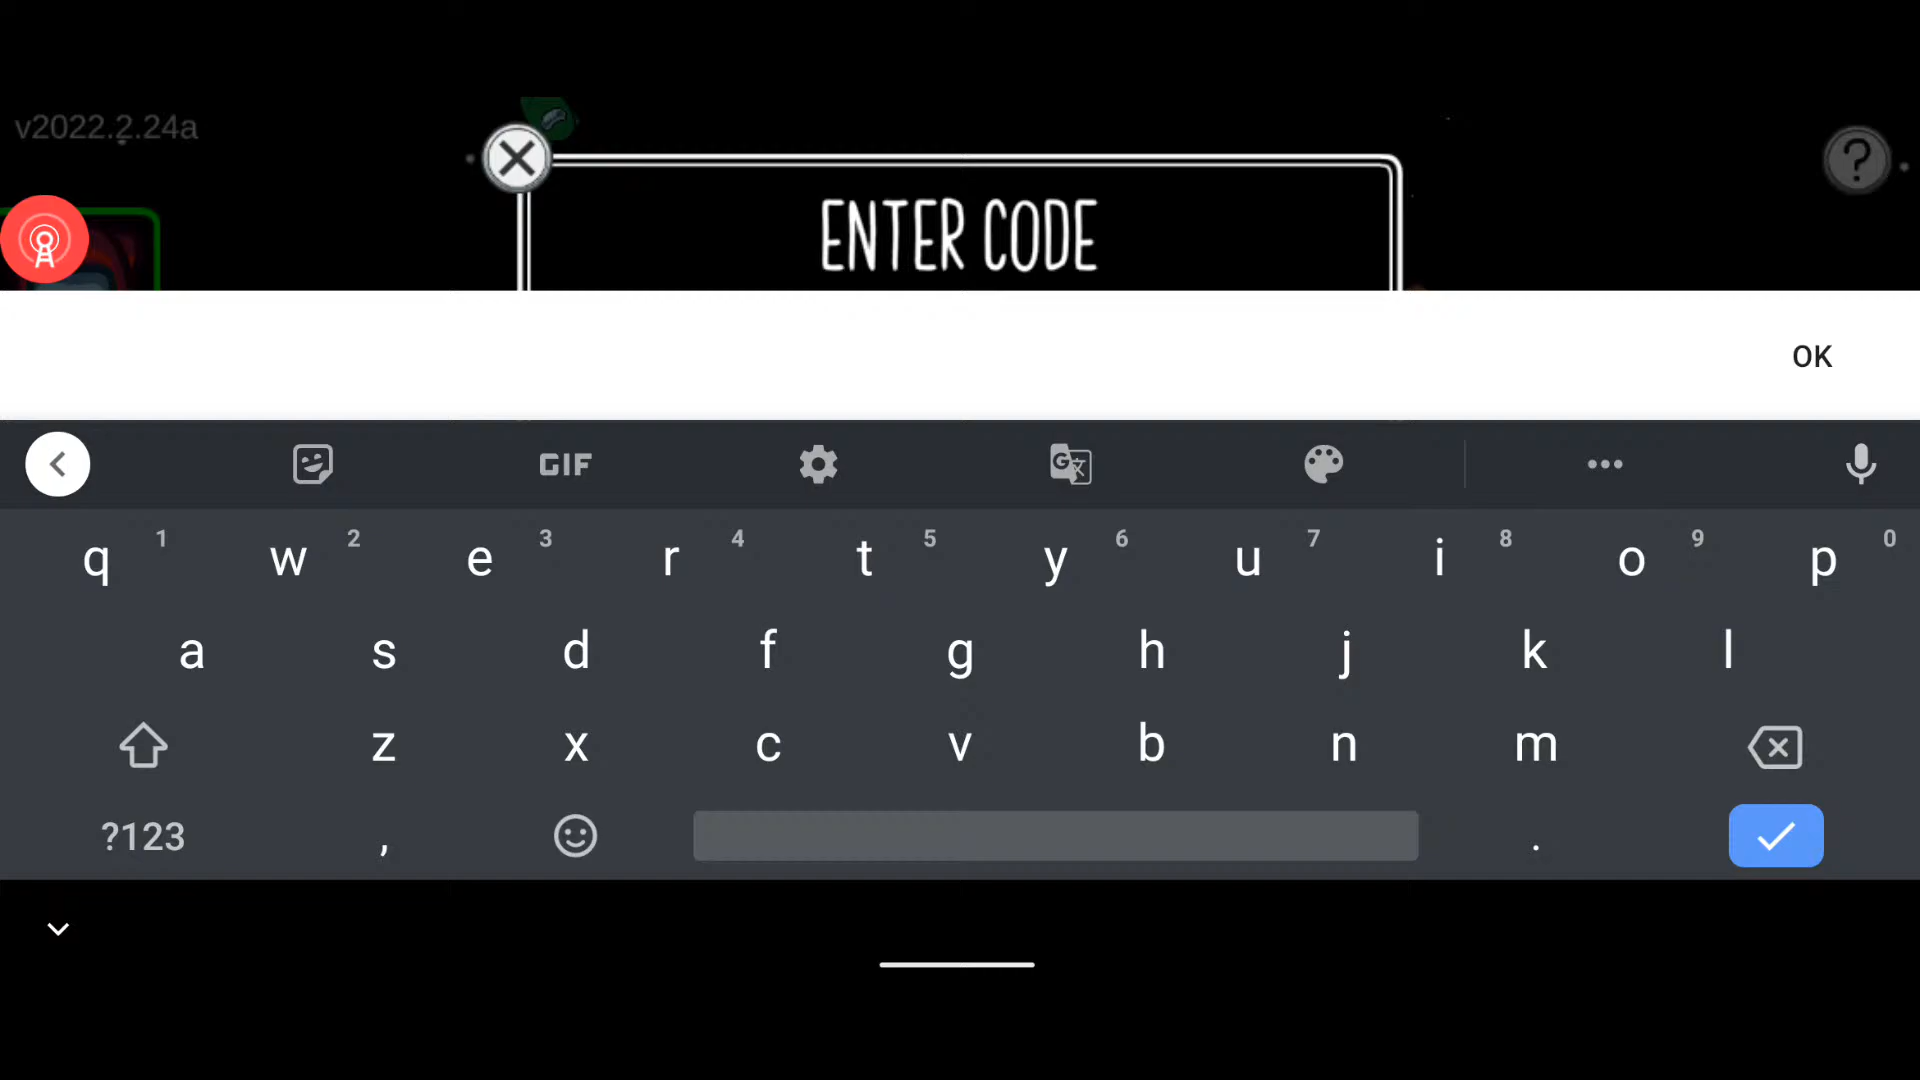 v2022.2.24a
ENTER CODE
OK
GIF
q 1 w 2 e 3 r 4 t 5 y 6 u 7 i 8 o 9 p 0
a s d f g h j k l
z x c v b n m
?123 , .